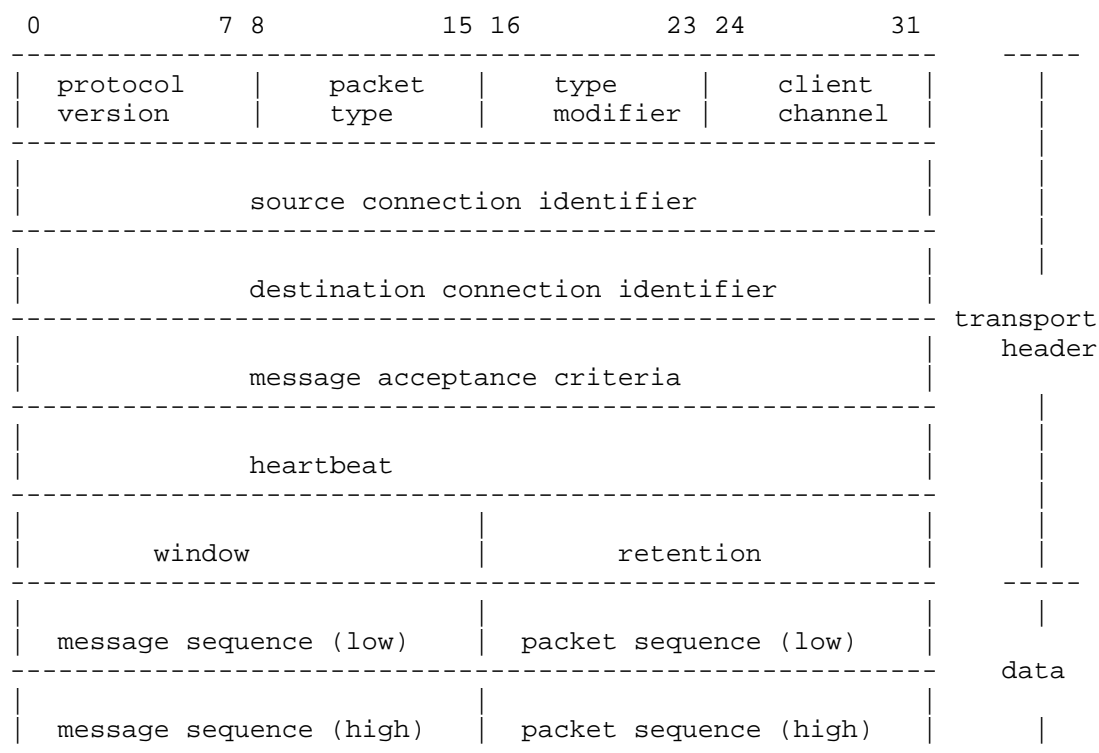 0 7 8 15 16 23 24 31
protocol packet type client
version type modifier channel
source connection identifier
destination connection identifier
transport
header
message acceptance criteria
heartbeat
window retention
message sequence (low) packet sequence (low)
data
message sequence (high) packet sequence (high)